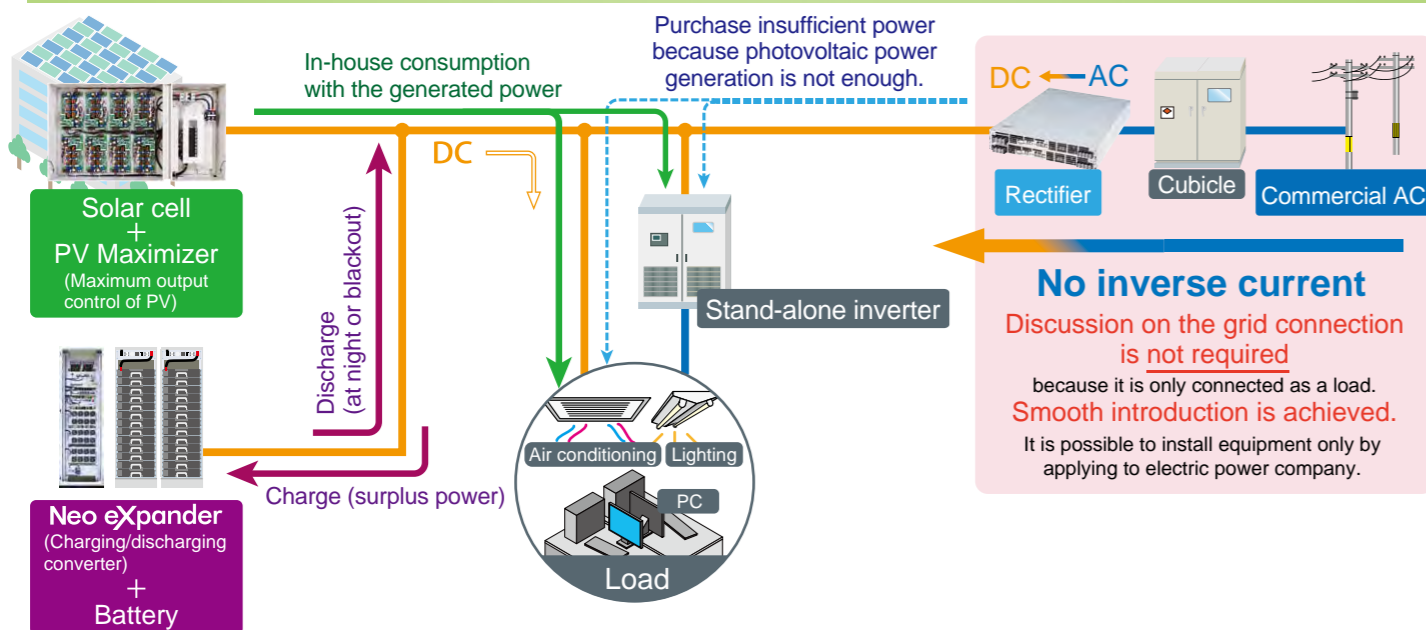 In-house consumption
with the generated power
Purchase insufficient power
because photovoltaic power
generation is not enough.
DC
AC
Rectifier
Cubicle
Commercial AC
DC
Solar cell
+
PV Maximizer
(Maximum output
control of PV)
Discharge
(at night or blackout)
Stand-alone inverter
No inverse current
Discussion on the grid connection
is not required
because it is only connected as a load.
Smooth introduction is achieved.
It is possible to install equipment only by
applying to electric power company.
Charge (surplus power)
Air conditioning
Lighting
PC
Load
Neo eXpander
(Charging/discharging
converter)
+
Battery